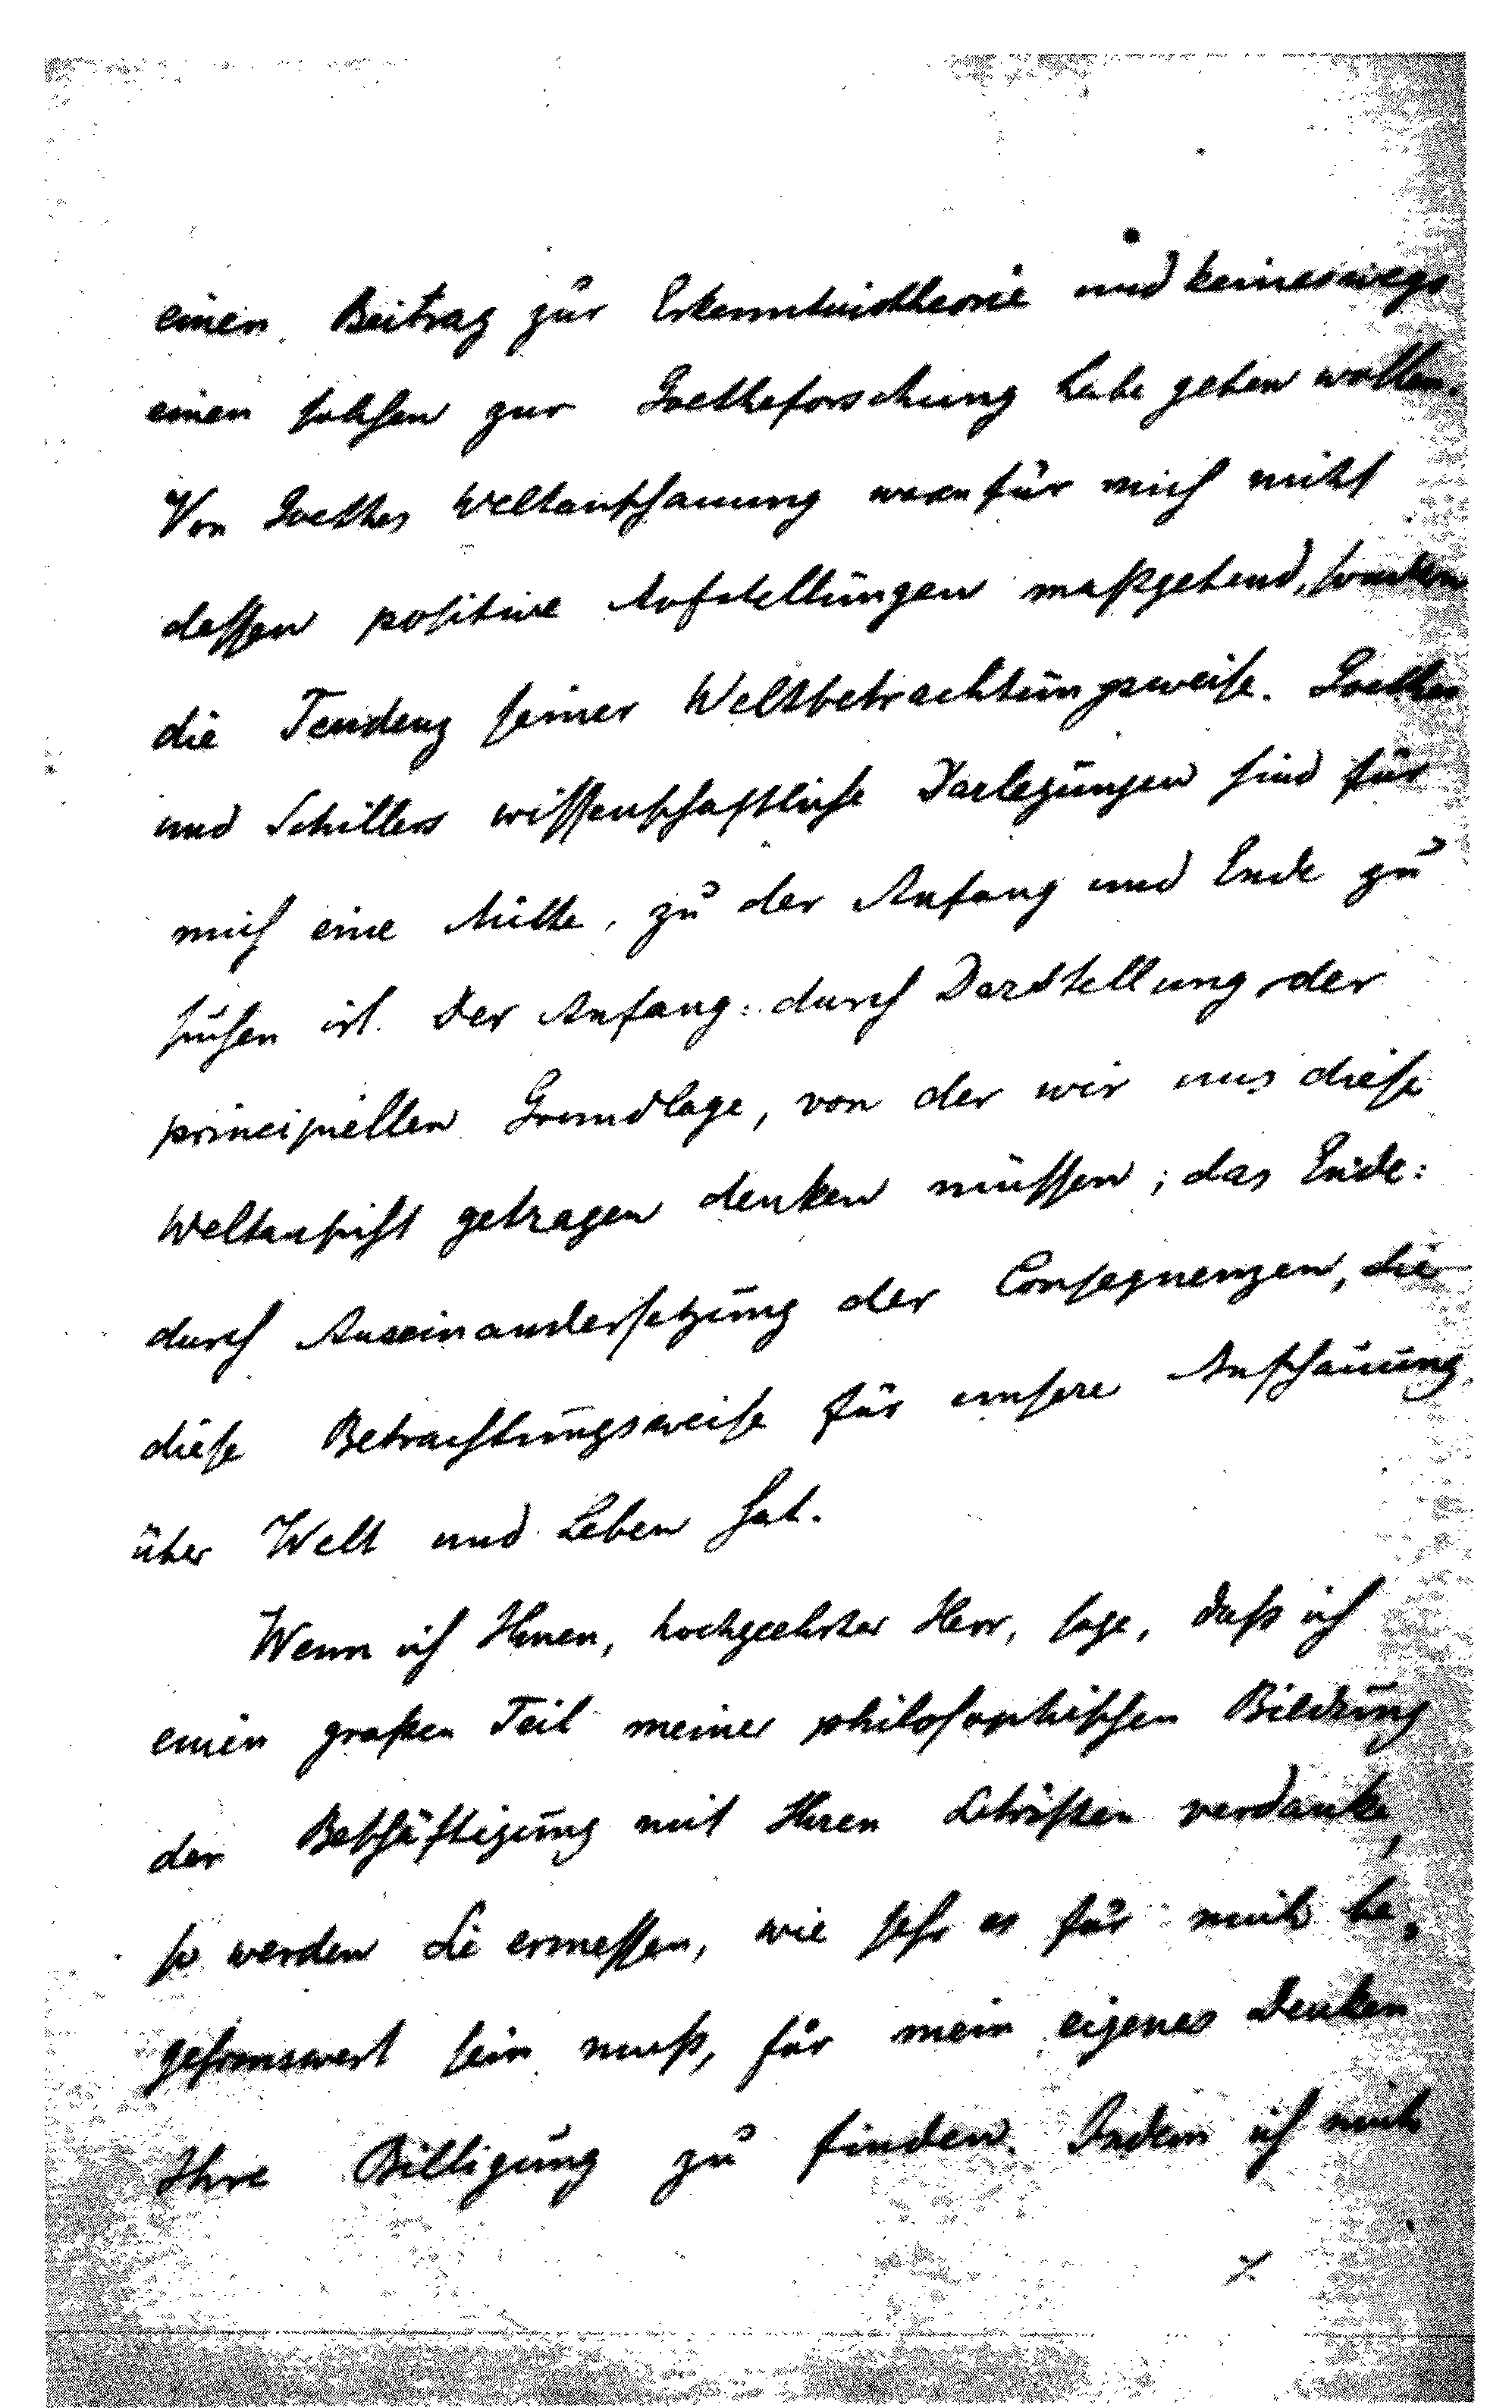 einen Beitrag zur Erkenntnistheorie und keineswegs
einen solchen zur Goetheforschung habe geben wollen.
Von Goethes Weltanschauung waren für mich nicht
dessen positive Aufstellungen maßgebend, sondern
die Tendenz seiner Weltbetrachtungsweise. Goethes
und Schillers wissenschaftliche Darlegungen sind für
mich eine Mitte, zu der Anfang und Ende zu
suchen ist. Der Anfang: durch Darstellung der
principiellen Grundlage, von der wir uns diese
Weltansicht getragen denken müssen; das Ende:
durch Auseinandersetzung der Consequenzen, die
diese Betrachtungsweise für unsere Anschauung
über Welt und Leben hat.
Wenn ich Ihnen, hochgeehrter Herr, sage, daß ich
einen großen Teil meiner philosophischen Bildung
der Beschäftigung mit Ihren Schriften verdanke,
so werden Sie ermessen, wie sehr es für mich be-
gehrenswert sein muß, für mein eigenes Denken
Ihre Billigung zu finden. Indem ich mich